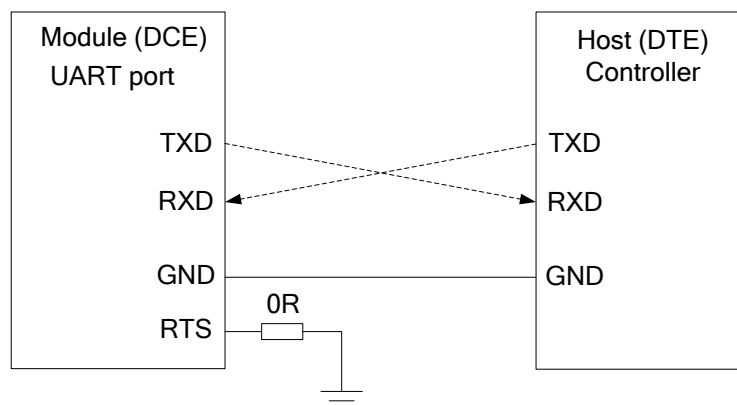 Module (DCE)
UART port
TXD
RXD
GND
RTS
0R
Host (DTE)
Controller
TXD
RXD
GND